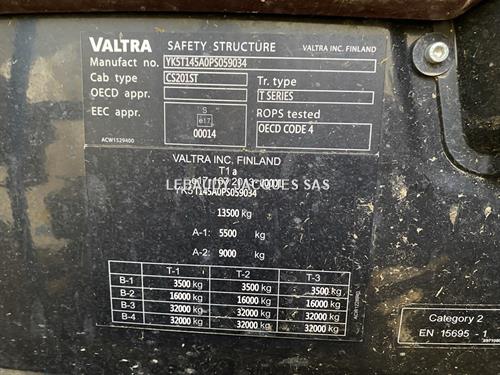 VALTRA SAFETY STRUCTURE VALTRA INC. FINLAND
Manufact no. YK5T145A0PS059034
Cab type CS201ST Tr. type
OECD appr. T SERIES
EEC appr. S e17 00014 ROPS tested OECD CODE 4
ACW1529400
VALTRA INC. FINLAND
T1a
LEBAUDY JACQUES SAS
YK5T145A0PS059034
13500 kg
A-1: 5500 kg
A-2: 9000 kg
T-1 T-2 T-3
B-1 3500 kg 3500 kg 3500 kg
B-2 16000 kg 16000 kg 16000 kg
B-3 32000 kg 32000 kg 32000 kg
B-4 32000 kg 32000 kg 32000 kg
Category 2
EN 15695 - 1